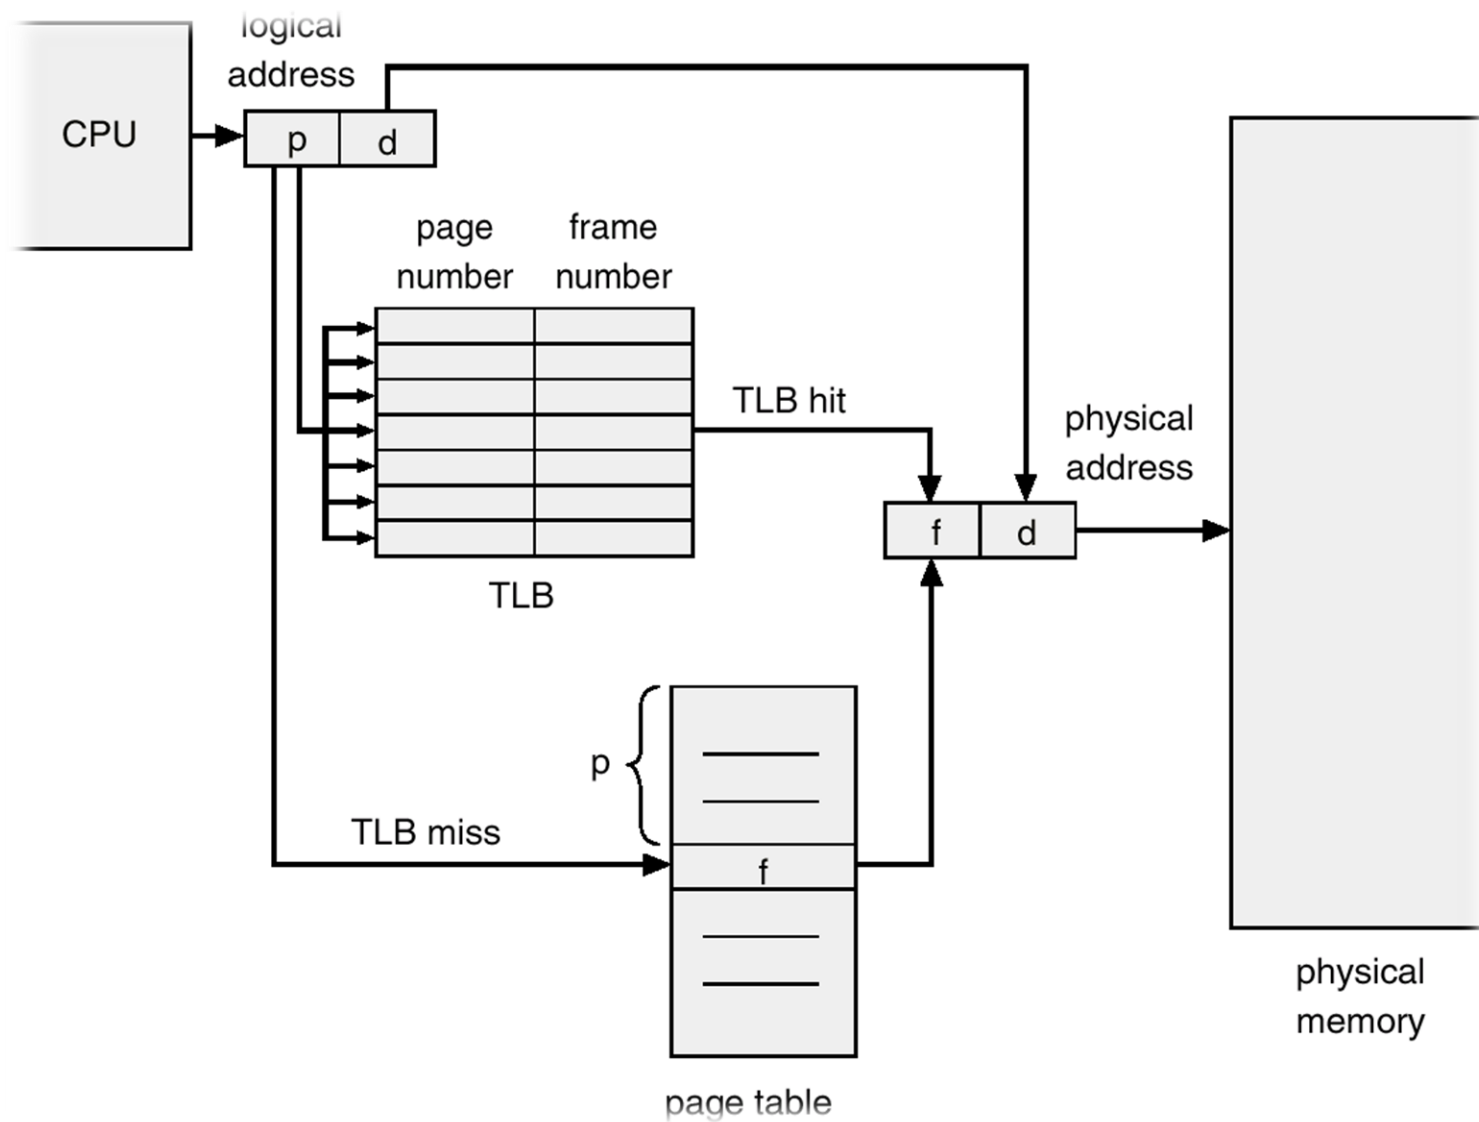 logical
address
CPU
p
d
page
number
frame
number
TLB hit
physical
address
f
d
TLB
p
TLB miss
f
physical
memory
page table